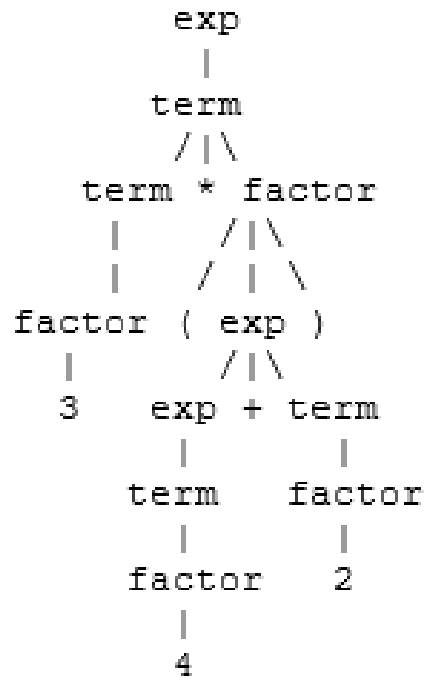 exp
|
term
/|\
term * factor
| /|\
| / | \
factor ( exp )
| /|\
3 exp + term
| |
term factor
| |
factor 2
|
4